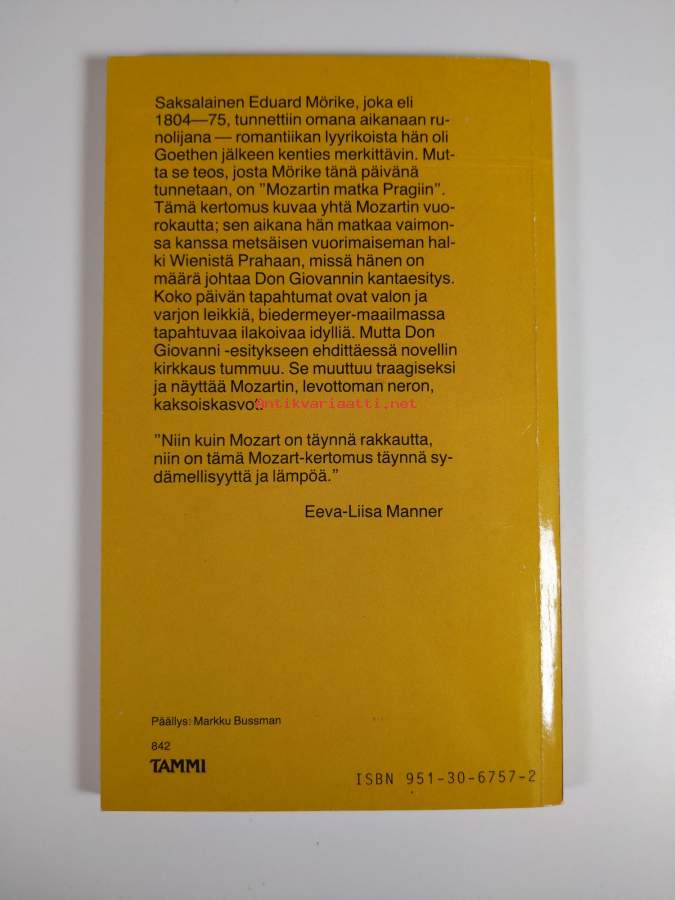 Saksalainen Eduard Mörike, joka eli
1804—75, tunnettiin omana aikanaan ru-
nolijana — romantiikan lyyrikoista hän oli
Goethen jälkeen kenties merkittävin. Mut-
ta se teos, josta Mörike tänä päivänä
tunnetaan, on ”Mozartin matka Pragiin”.
Tämä kertomus kuvaa yhtä Mozartin vuo-
rokautta; sen aikana hän matkaa vaimon-
sa kanssa metsäisen vuorimaiseman hal-
ki Wienistä Prahaan, missä hänen on
määrä johtaa Don Giovannin kantaesitys.
Koko päivän tapahtumat ovat valon ja
varjon leikkiä, biedermeyer-maailmassa
tapahtuvaa ilakoivaa idylliä. Mutta Don
Giovanni -esitykseen ehdittäessä novellin
kirkkaus tummuu. Se muuttuu traagiseksi
ja näyttää Mozartin, levottoman neron,
kaksoiskasvot.
antikvariaatti.net
”Niin kuin Mozart on täynnä rakkautta,
niin on tämä Mozart-kertomus täynnä sy-
dämellisyyttä ja lämpöä.”
Eeva-Liisa Manner
Päällys: Markku Bussman
842
TAMMI
ISBN 951-30-6757-2